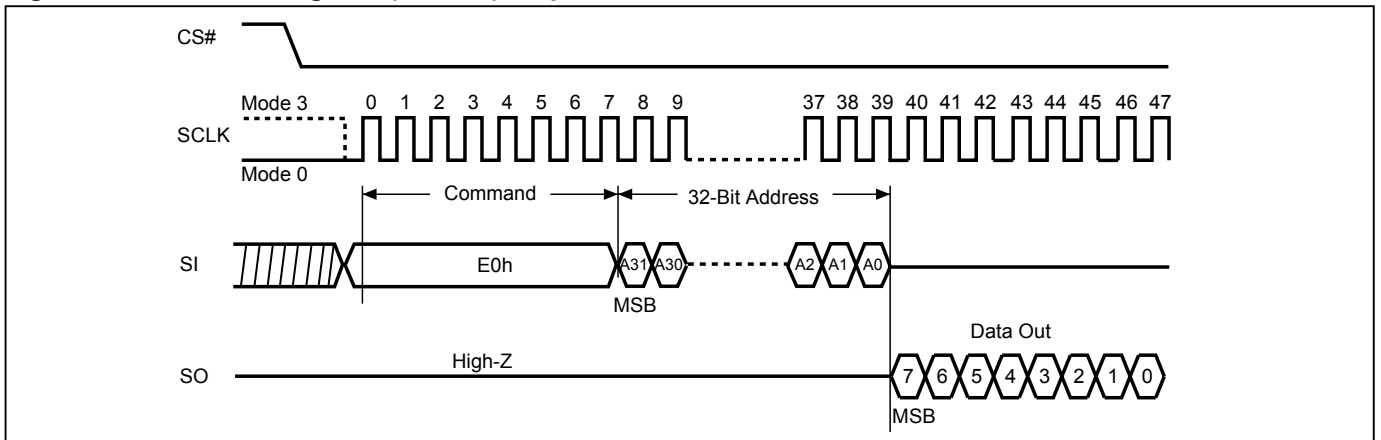 CS#
Mode 3
0 1 2 3 4 5 6 7 8 9 37 38 39 40 41 42 43 44 45 46 47
SCLK
Mode 0
Command
32-Bit Address
SI
E0h
A31 A30 A2 A1 A0
MSB
Data Out
High-Z
SO
7 6 5 4 3 2 1 0
MSB